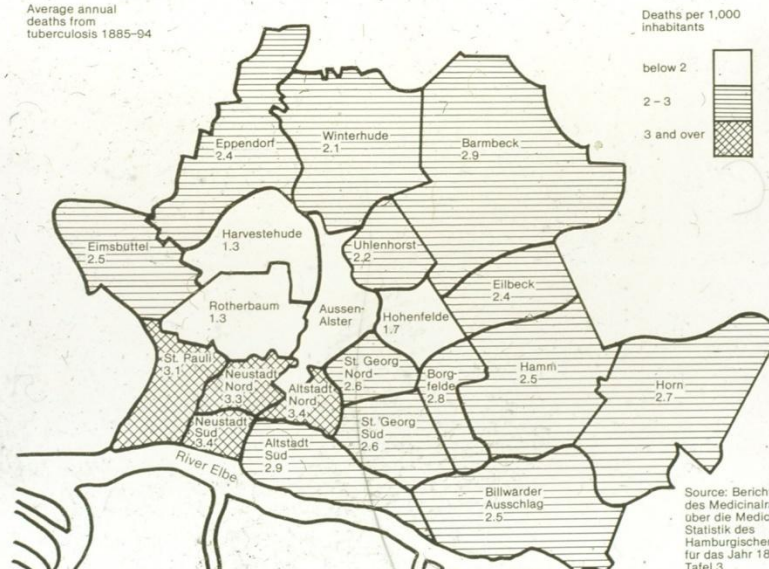 Average annual
deaths from
tuberculosis 1885–94
Deaths per 1,000
inhabitants
below 2
2 – 3
3 and over
Eppendorf
2.4
Winterhude
2.1
Barmbeck
2.9
Harvestehude
1.3
Eimsbüttel
2.5
Uhlenhorst
2.2
Eilbeck
2.4
Rotherbaum
1.3
Aussen-
Alster
Hohenfelde
1.7
St. Pauli
3.1
Neustadt
Nord
3.3
Altstadt
Nord
3.4
St. Georg
Nord
2.6
Borg-
felde
2.8
Hamm
2.5
Horn
2.7
Neustadt
Süd
3.4
Altstadt
Süd
2.9
St. Georg
Süd
2.6
River Elbe
Billwärder
Ausschlag
2.5
Source: Berich
des Medicinalra
über die Medic
Statistik des
Hamburgischen
für das Jahr 18
Tafel 3